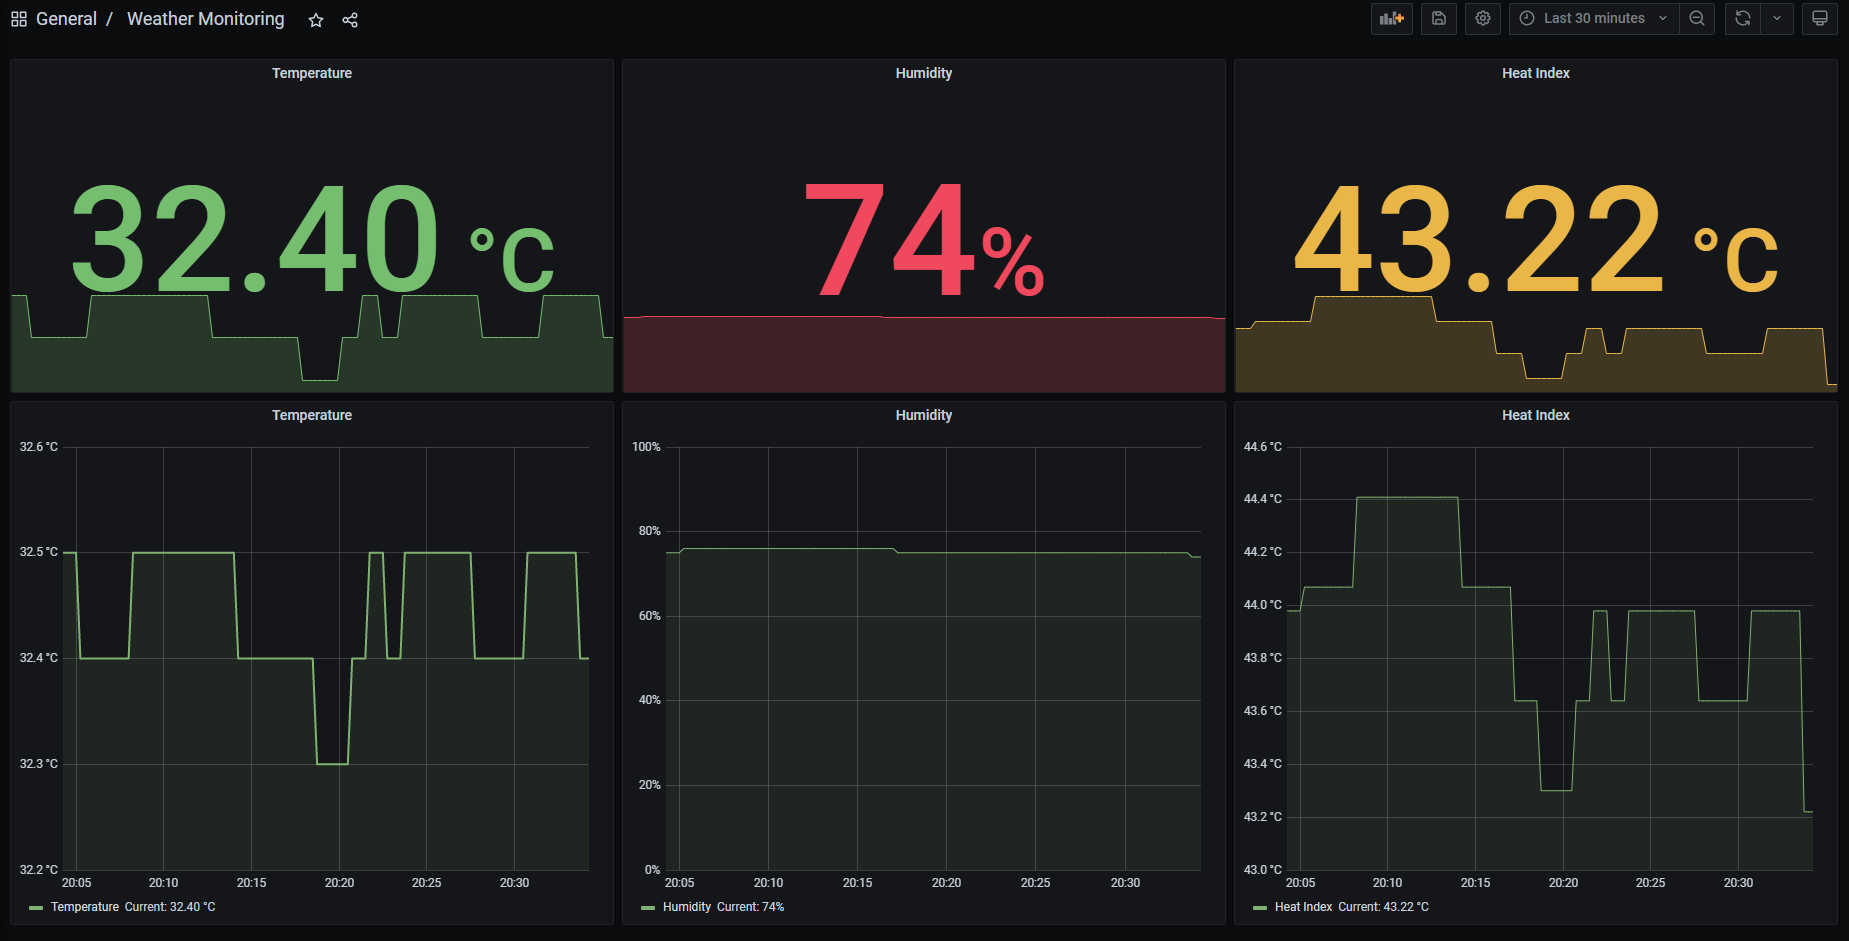 General / Weather Monitoring
Last 30 minutes
Temperature
32.40 °C
Humidity
74%
Heat Index
43.22 °C
Temperature
32.6 °C
32.5 °C
32.4 °C
32.3 °C
32.2 °C
20:05 20:10 20:15 20:20 20:25 20:30
Temperature Current: 32.40 °C
Humidity
100%
80%
60%
40%
20%
0%
20:05 20:10 20:15 20:20 20:25 20:30
Humidity Current: 74%
Heat Index
44.6 °C
44.4 °C
44.2 °C
44.0 °C
43.8 °C
43.6 °C
43.4 °C
43.2 °C
43.0 °C
20:05 20:10 20:15 20:20 20:25 20:30
Heat Index Current: 43.22 °C